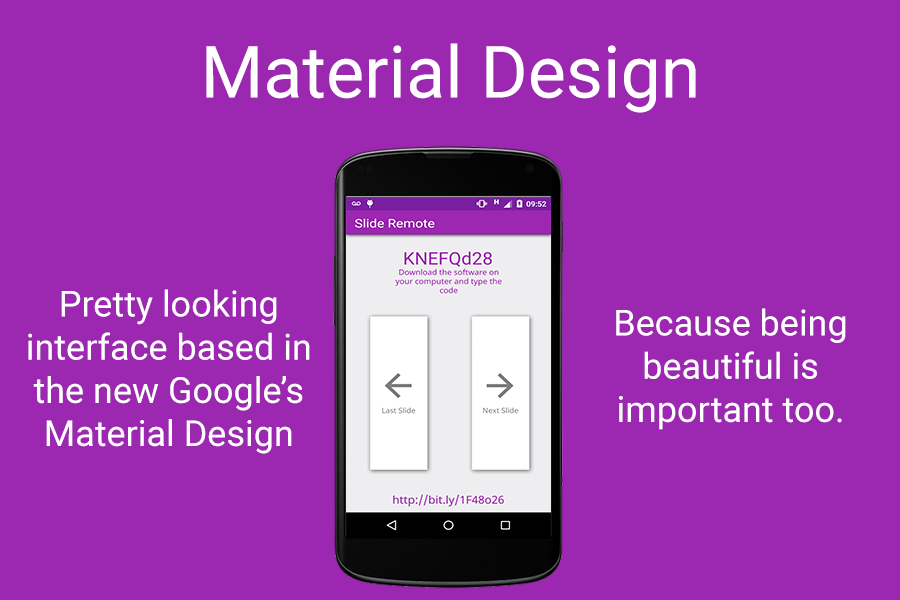 Material Design
Pretty looking
interface based in
the new Google's
Material Design
H
09:52
Slide Remote
KNEFQd28
Download the software on
your computer and type the
code
Last Slide
Next Slide
http://bit.ly/1F48o26
Because being
beautiful is
important too.